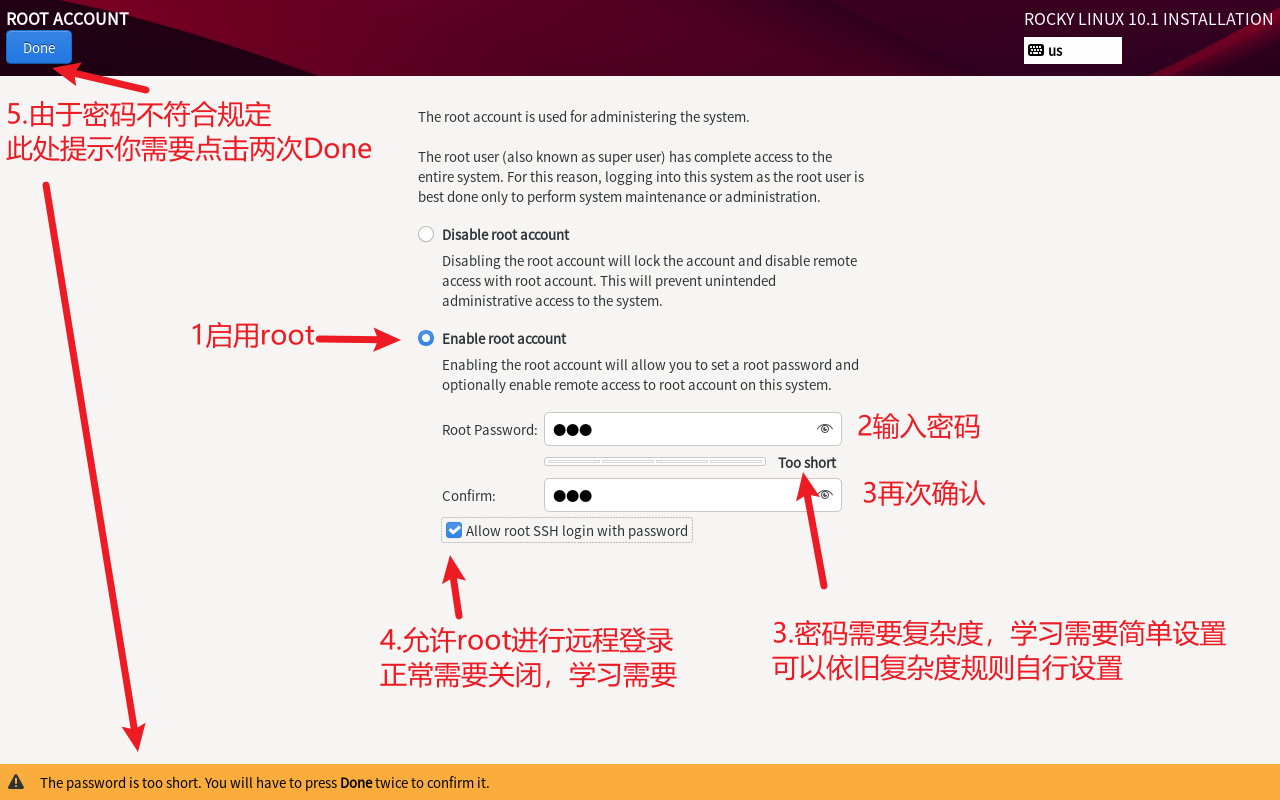 ROOT ACCOUNT
ROCKY LINUX 10.1 INSTALLATION
Done
us
5.由于密码不符合规定
此处提示你需要点击两次Done
The root account is used for administering the system.
The root user (also known as super user) has complete access to the
entire system. For this reason, logging into this system as the root user is
best done only to perform system maintenance or administration.
Disable root account
Disabling the root account will lock the account and disable remote
access with root account. This will prevent unintended
administrative access to the system.
1启用root
Enable root account
Enabling the root account will allow you to set a root password and
optionally enable remote access to root account on this system.
Root Password: ●●●
2输入密码
Too short
Confirm: ●●●
3再次确认
Allow root SSH login with password
4.允许root进行远程登录
正常需要关闭，学习需要
3.密码需要复杂度，学习需要简单设置
可以依旧复杂度规则自行设置
The password is too short. You will have to press Done twice to confirm it.